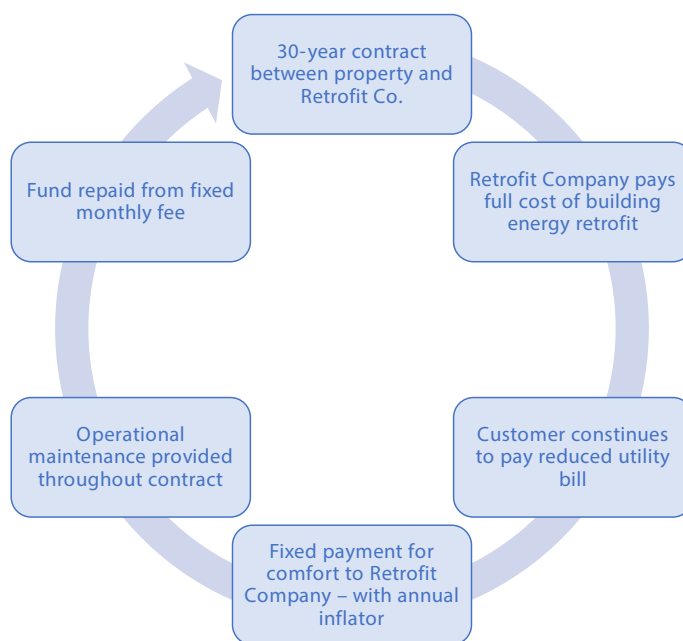 30-year contract
between property and
Retrofit Co.
Retrofit Company pays
full cost of building
energy retrofit
Customer constinues
to pay reduced utility
bill
Fixed payment for
comfort to Retrofit
Company – with annual
inflator
Operational
maintenance provided
throughout contract
Fund repaid from fixed
monthly fee